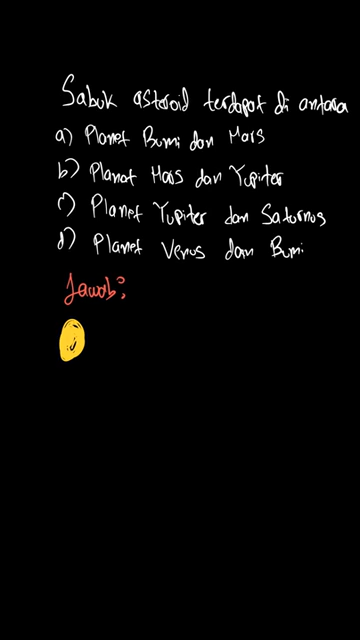 Sabuk asteroid terdapat di antara
a) Planet Bumi dan Mars
b) Planet Mars dan Yupiter
c) Planet Yupiter dan Saturnus
d) Planet Venus dan Bumi
Jawab: